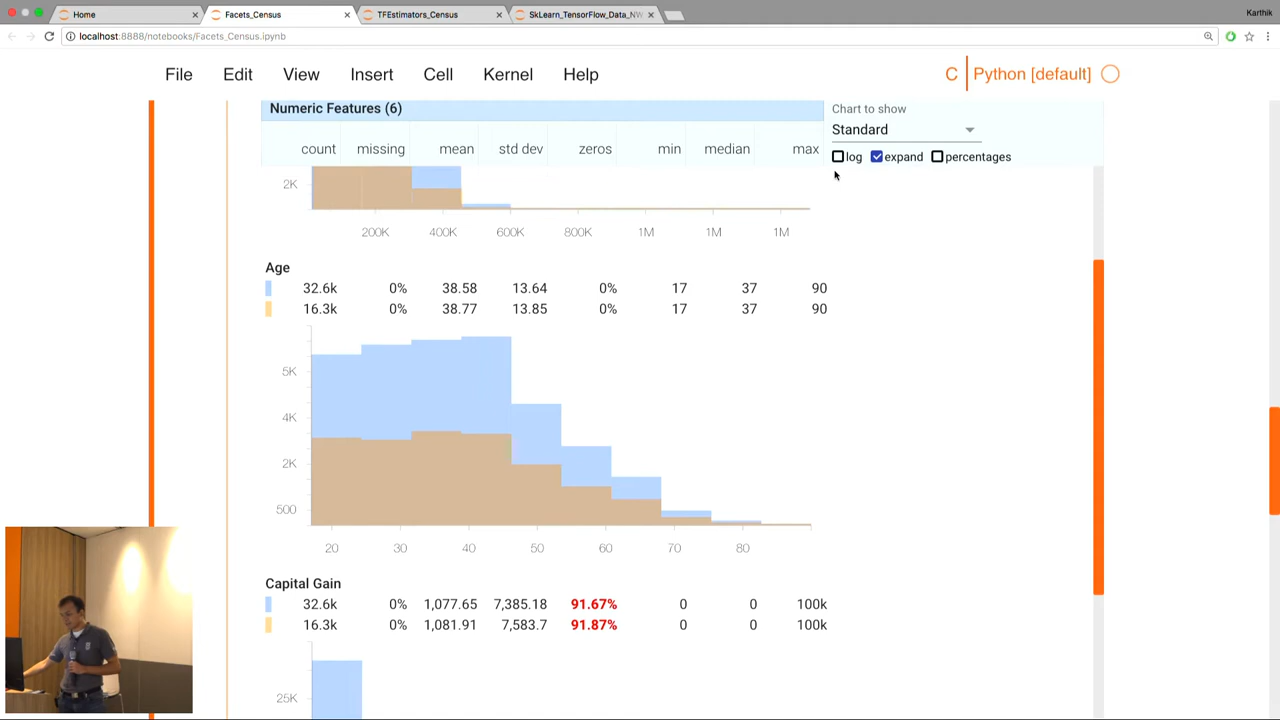 Home
Facets_Census
TFEstimators_Census
SkLearn_TensorFlow_Data_NW
Karthik
localhost:8888/notebooks/Facets_Census.ipynb
File Edit View Insert Cell Kernel Help
C Python [default]
Numeric Features (6)
Chart to show
Standard
count missing mean std dev zeros min median max
log expand percentages
2K
200K 400K 600K 800K 1M 1M 1M
Age
32.6k 0% 38.58 13.64 0% 17 37 90
16.3k 0% 38.77 13.85 0% 17 37 90
5K
4K
2K
500
20 30 40 50 60 70 80
Capital Gain
32.6k 0% 1,077.65 7,385.18 91.67% 0 0 100k
16.3k 0% 1,081.91 7,583.7 91.87% 0 0 100k
25K